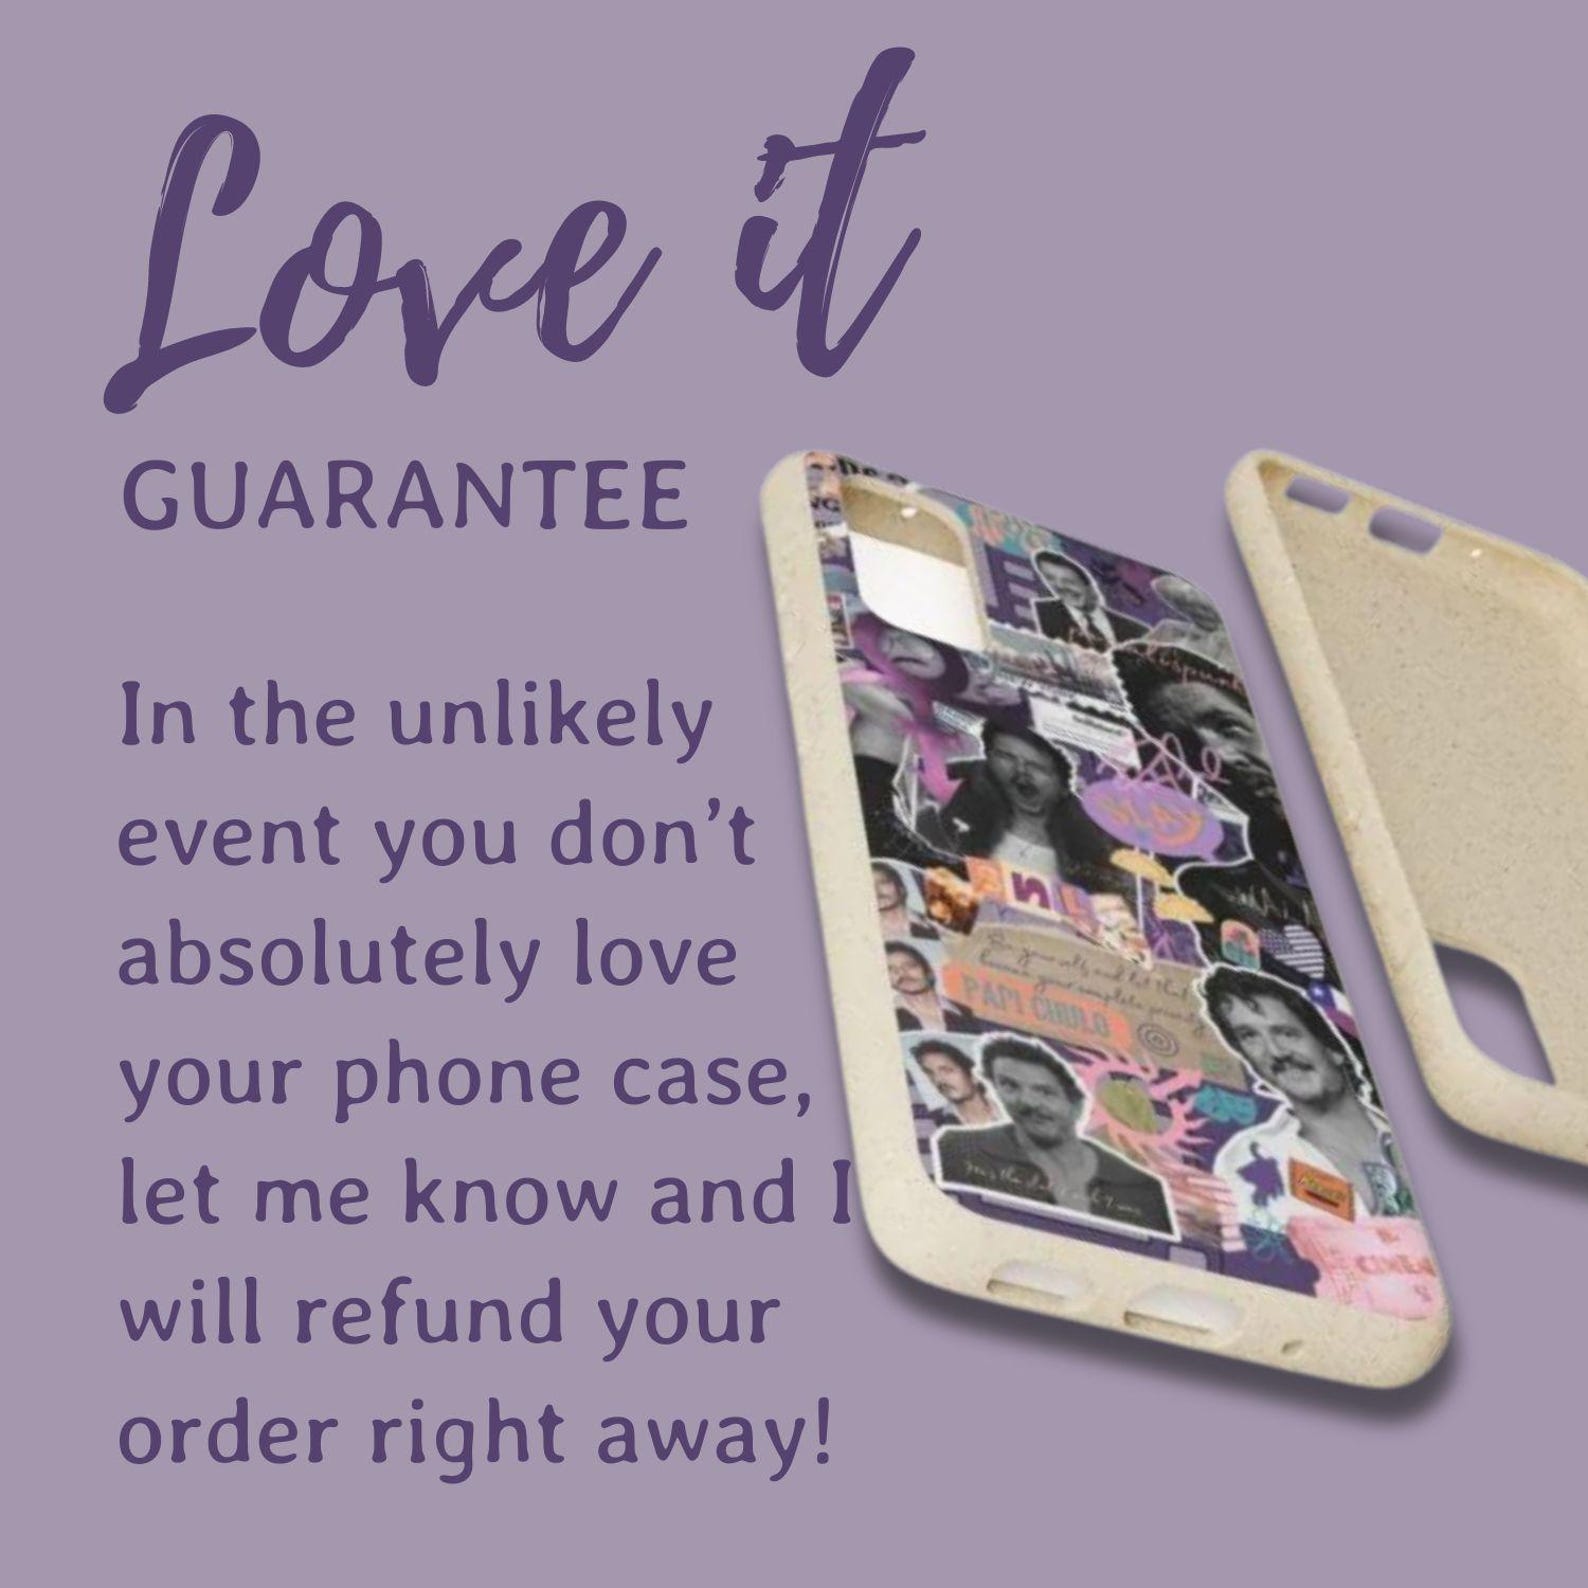 Love it
GUARANTEE
In the unlikely
event you don't
absolutely love
your phone case,
let me know and I
will refund your
order right away!
SLAY
PAPI CHULO